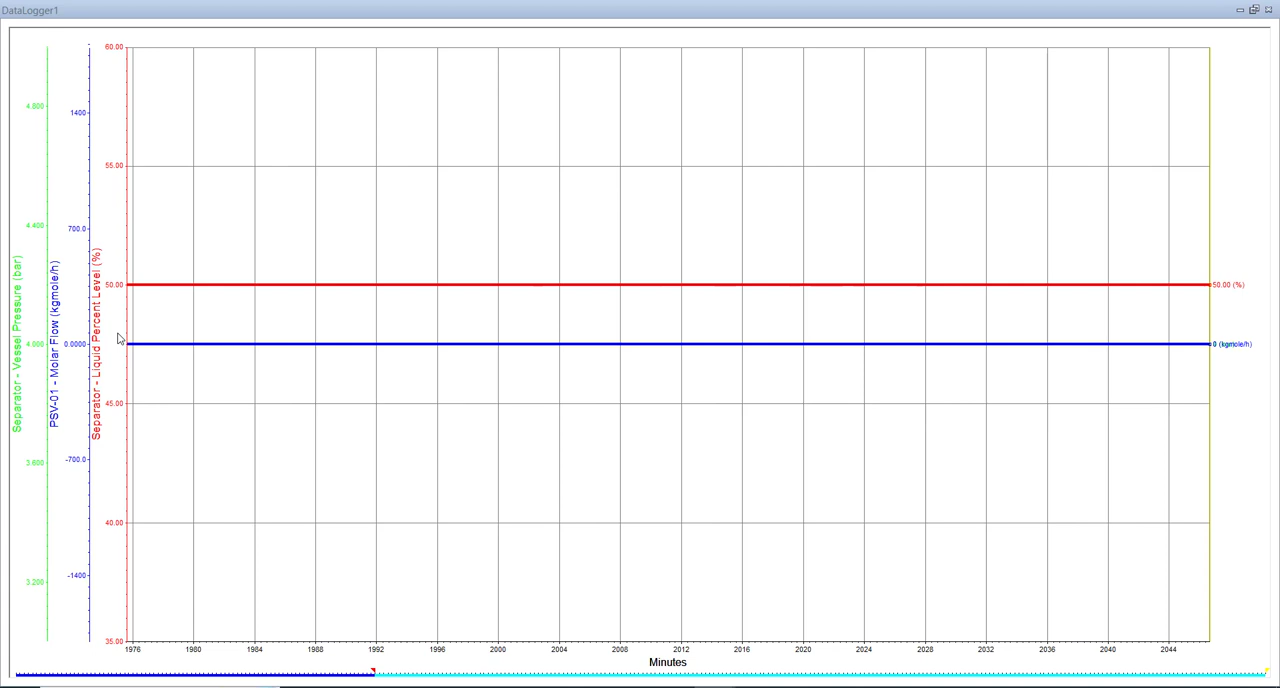 DataLogger1
Separator - Vessel Pressure (bar)
4.800
4.400
4.000
3.600
3.200
PSV-01 - Molar Flow (kgmole/h)
1400
700.0
0.0000
-700.0
-1400
Separator - Liquid Percent Level (%)
60.00
55.00
50.00
45.00
40.00
35.00
50.00 (%)
0 (kgmole/h)
1976 1980 1984 1988 1992 1996 2000 2004 2008 2012 2016 2020 2024 2028 2032 2036 2040 2044
Minutes